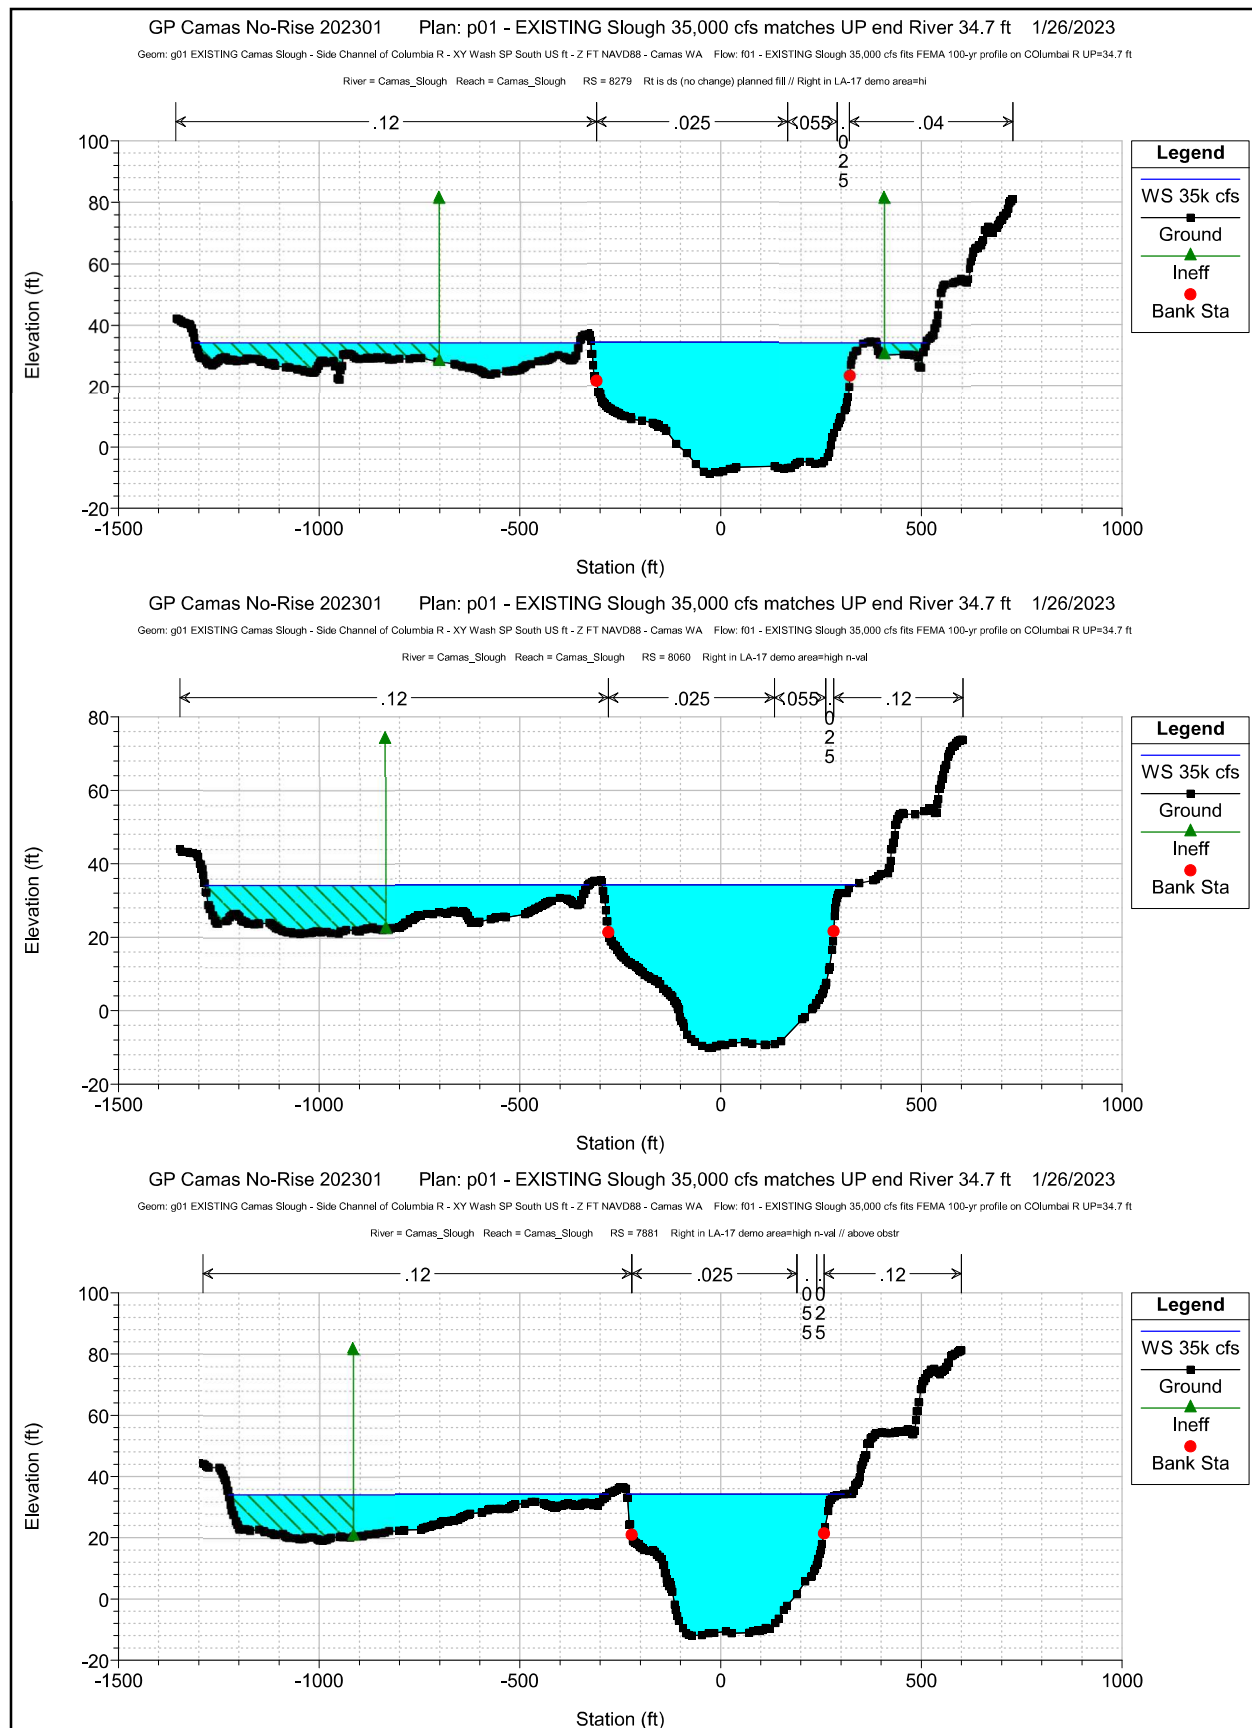 GP Camas No-Rise 202301 Plan: p01 - EXISTING Slough 35,000 cfs matches UP end River 34.7 ft 1/26/2023
Geom: g01 EXISTING Camas Slough - Side Channel of Columbia R - XY Wash SP South US ft - Z FT NAVD88 - Camas WA Flow: f01 - EXISTING Slough 35,000 cfs fits FEMA 100-yr profile on COlumbai R UP=34.7 ft
River = Camas_Slough Reach = Camas_Slough RS = 8279 Rt is ds (no change) planned fill // Right in LA-17 demo area=hi
.12 .025 .055 .025 .04
100
80
60
40
20
0
-20
-1500 -1000 -500 0 500 1000
Elevation (ft)
Station (ft)
Legend
WS 35k cfs
Ground
Ineff
Bank Sta
GP Camas No-Rise 202301 Plan: p01 - EXISTING Slough 35,000 cfs matches UP end River 34.7 ft 1/26/2023
Geom: g01 EXISTING Camas Slough - Side Channel of Columbia R - XY Wash SP South US ft - Z FT NAVD88 - Camas WA Flow: f01 - EXISTING Slough 35,000 cfs fits FEMA 100-yr profile on COlumbai R UP=34.7 ft
River = Camas_Slough Reach = Camas_Slough RS = 8060 Right in LA-17 demo area=high n-val
.12 .025 .055 .025 .12
80
60
40
20
0
-20
-1500 -1000 -500 0 500 1000
Elevation (ft)
Station (ft)
Legend
WS 35k cfs
Ground
Ineff
Bank Sta
GP Camas No-Rise 202301 Plan: p01 - EXISTING Slough 35,000 cfs matches UP end River 34.7 ft 1/26/2023
Geom: g01 EXISTING Camas Slough - Side Channel of Columbia R - XY Wash SP South US ft - Z FT NAVD88 - Camas WA Flow: f01 - EXISTING Slough 35,000 cfs fits FEMA 100-yr profile on COlumbai R UP=34.7 ft
River = Camas_Slough Reach = Camas_Slough RS = 7881 Right in LA-17 demo area=high n-val // above obstr
.12 .025 .055 .025 .12
100
80
60
40
20
0
-20
-1500 -1000 -500 0 500 1000
Elevation (ft)
Station (ft)
Legend
WS 35k cfs
Ground
Ineff
Bank Sta